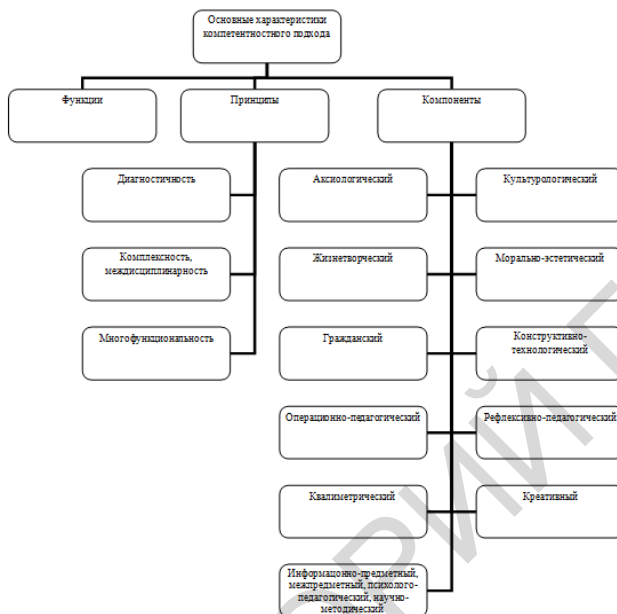 Основные характеристики
компетентностного подхода
Функции
Принципы
Компоненты
Диагностичность
Аксиологический
Культурологический
Комплексность,
междисциплинарность
Жизнетворческий
Морально-эстетический
Многофункциональность
Гражданский
Конструктивно-
технологический
Операционно-педагогический
Рефлексивно-педагогический
Квалиметрический
Креативный
Информацонно-предметный,
межпредметный, психолого-
педагогический, научно-
методический